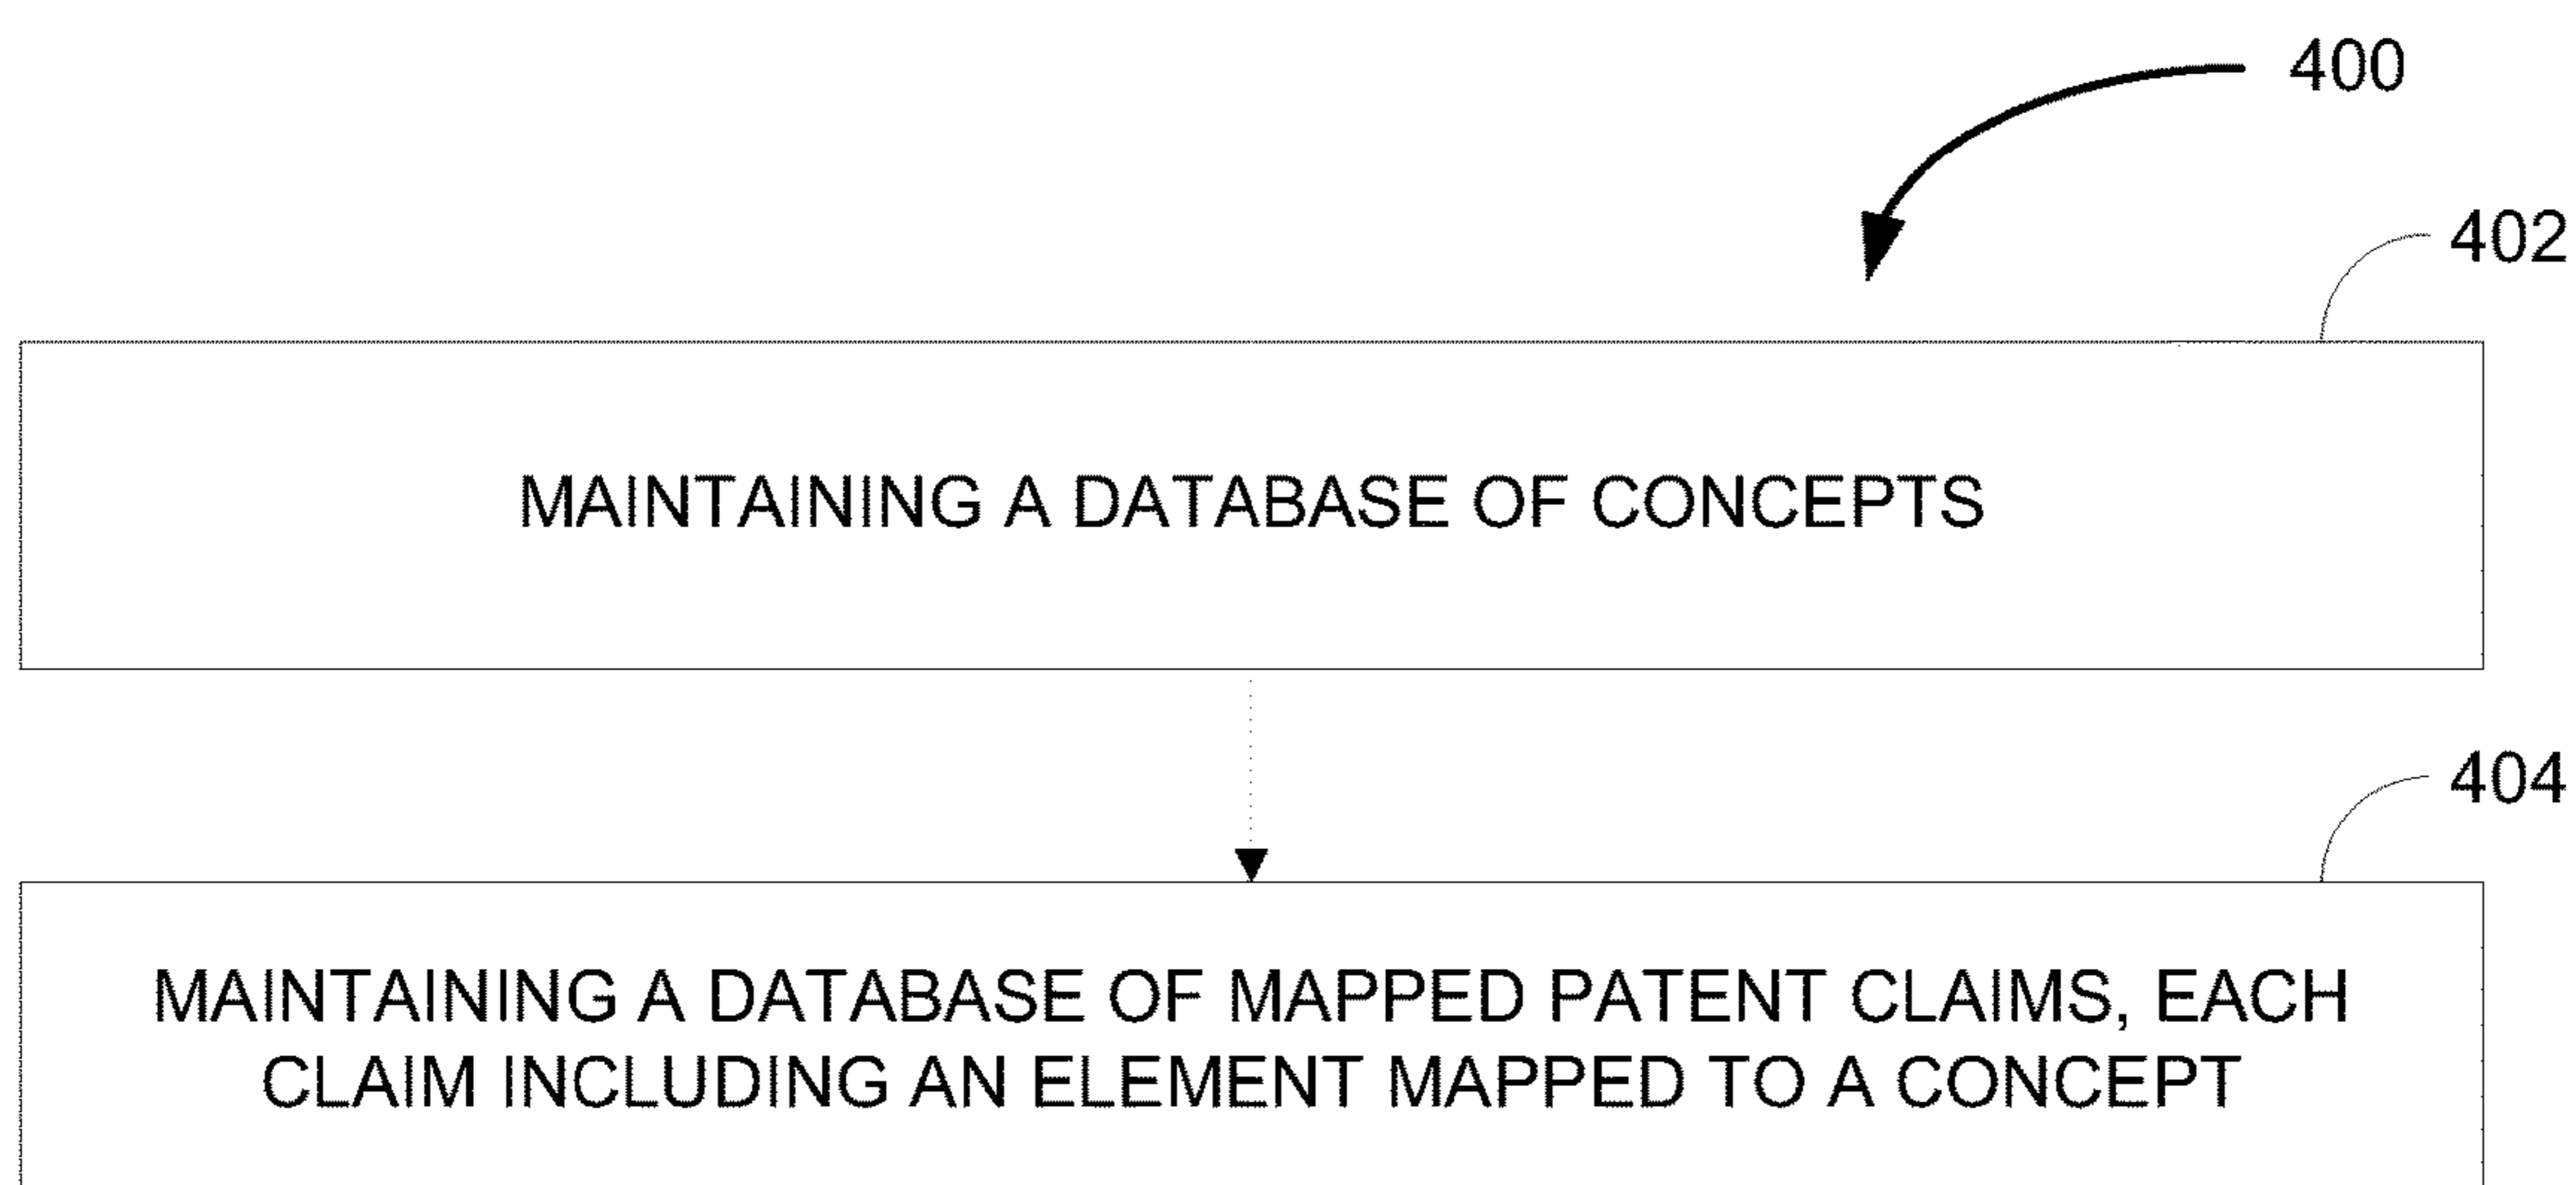 400
402
MAINTAINING A DATABASE OF CONCEPTS
404
MAINTAINING A DATABASE OF MAPPED PATENT CLAIMS, EACH
CLAIM INCLUDING AN ELEMENT MAPPED TO A CONCEPT